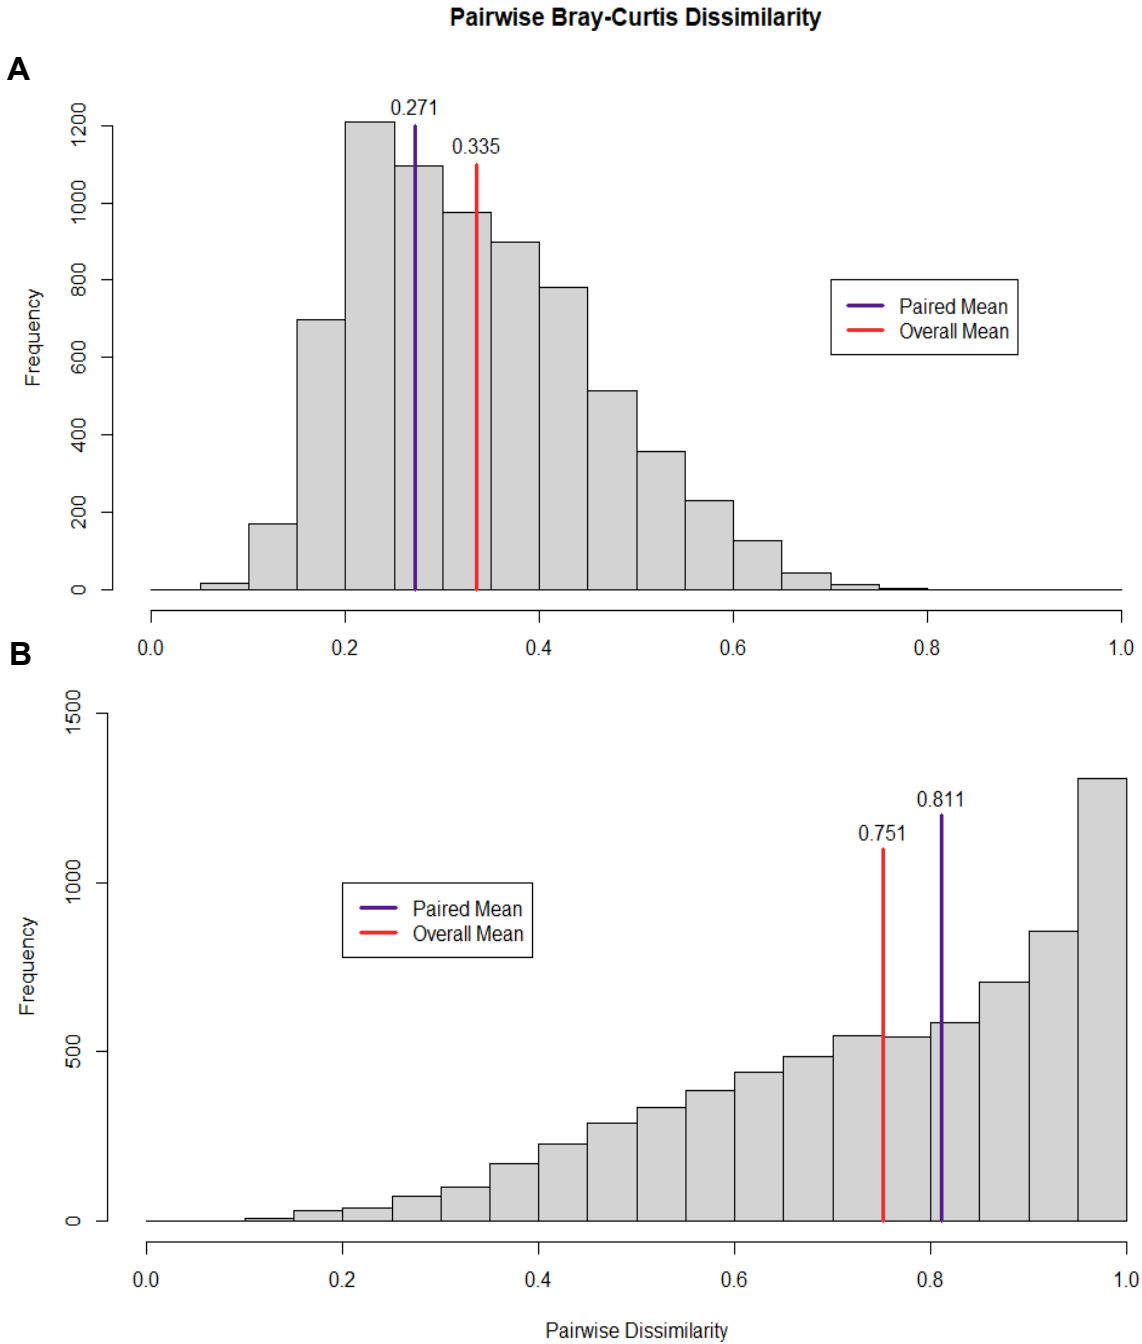 Pairwise Bray-Curtis Dissimilarity
A
0.271
0.335
1200
1000
800
600
400
200
0
Frequency
Paired Mean
Overall Mean
0.0 0.2 0.4 0.6 0.8 1.0
B
1500
1000
500
0
Frequency
0.811
0.751
Paired Mean
Overall Mean
0.0 0.2 0.4 0.6 0.8 1.0
Pairwise Dissimilarity